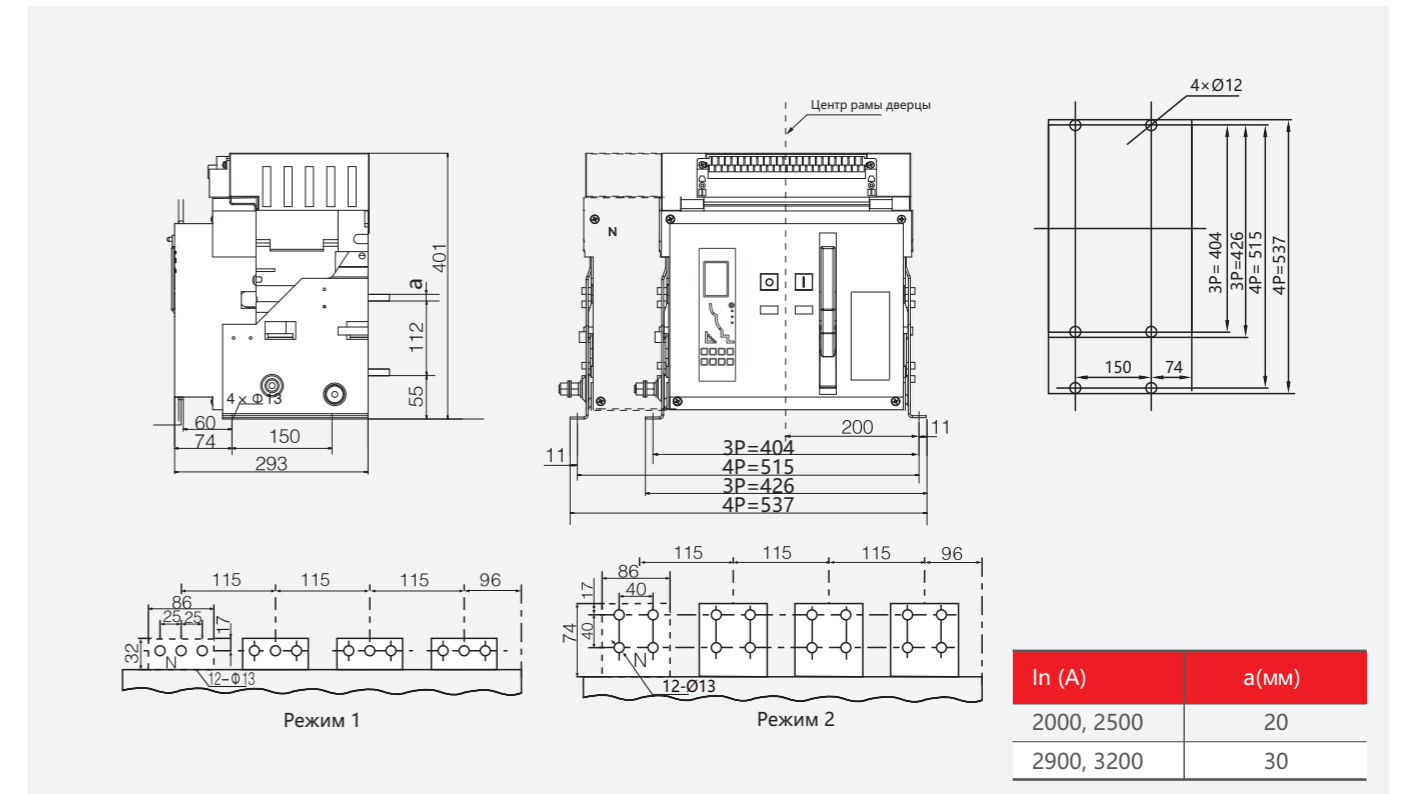 4×Ø12
Центр рамы дверцы
401
a
112
55
4×Φ13
60
74
150
293
N
200
11
11
3P=404
4P=515
3P=426
4P=537
3P= 404
3P=426
4P= 515
4P=537
150
74
115
115
115
96
86
25
25
17
32
N
12-Φ13
Режим 1
115
115
115
96
86
40
17
40
74
N
12-Ø13
Режим 2
In (A)
a(мм)
2000, 2500
20
2900, 3200
30